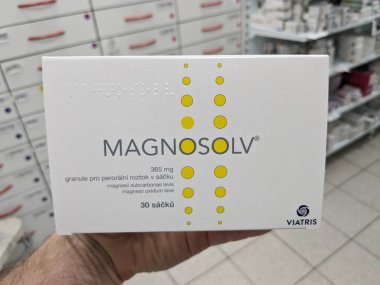 MAGNOSOLV®
365 mg
granule pro perorální roztok v sáčku
magnesii subcarbonas levis
magnesii oxidum leve
30 sáčků
VIATRIS